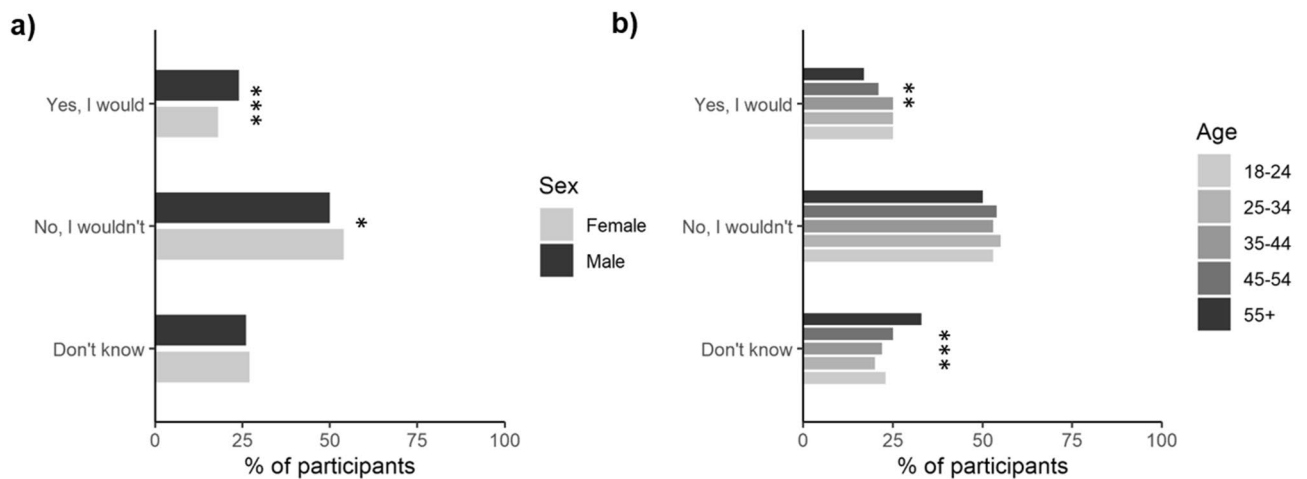 a)
Yes, I would
***
No, I wouldn't
*
Don't know
0 25 50 75 100
% of participants
Sex
Female
Male
b)
Yes, I would
**
No, I wouldn't
Don't know
***
0 25 50 75 100
% of participants
Age
18-24
25-34
35-44
45-54
55+